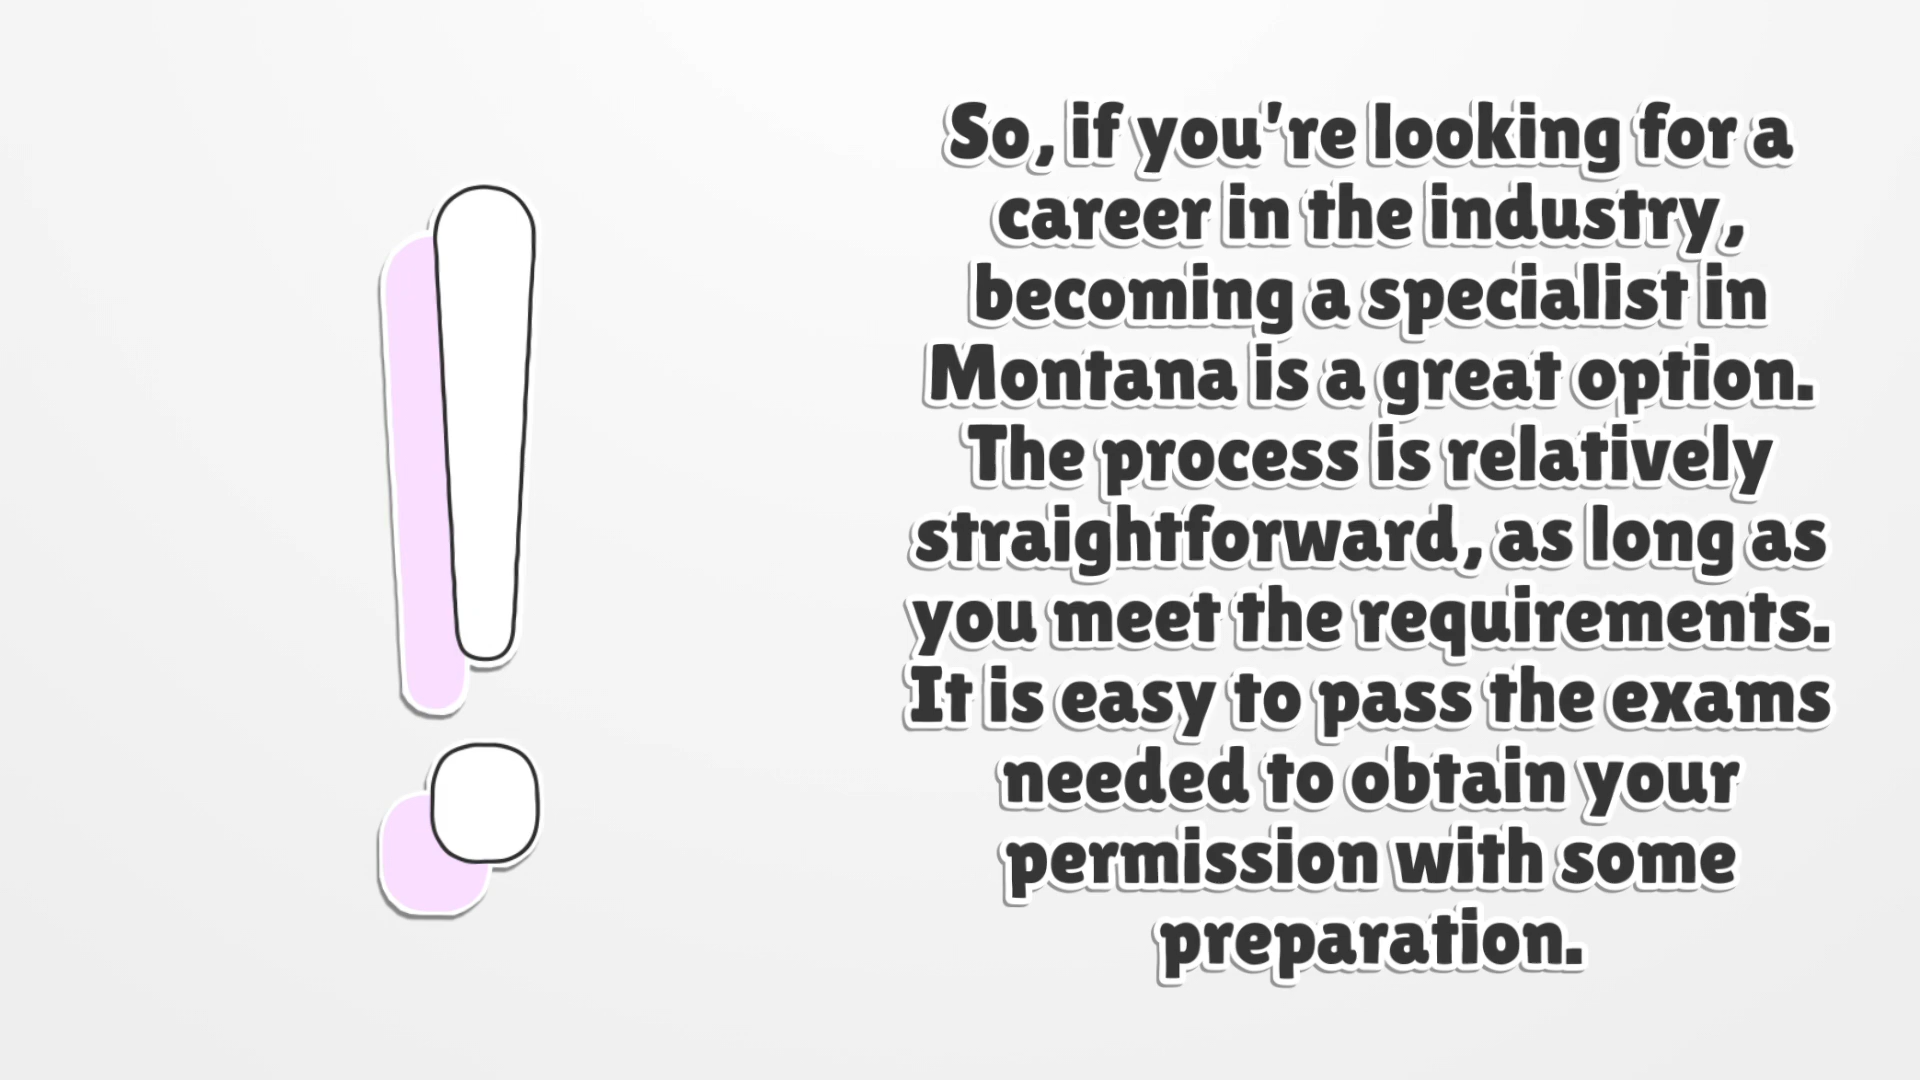 So, if you're looking for a
career in the industry,
becoming a specialist in
Montana is a great option.
The process is relatively
straightforward, as long as
you meet the requirements.
It is easy to pass the exams
needed to obtain your
permission with some
preparation.